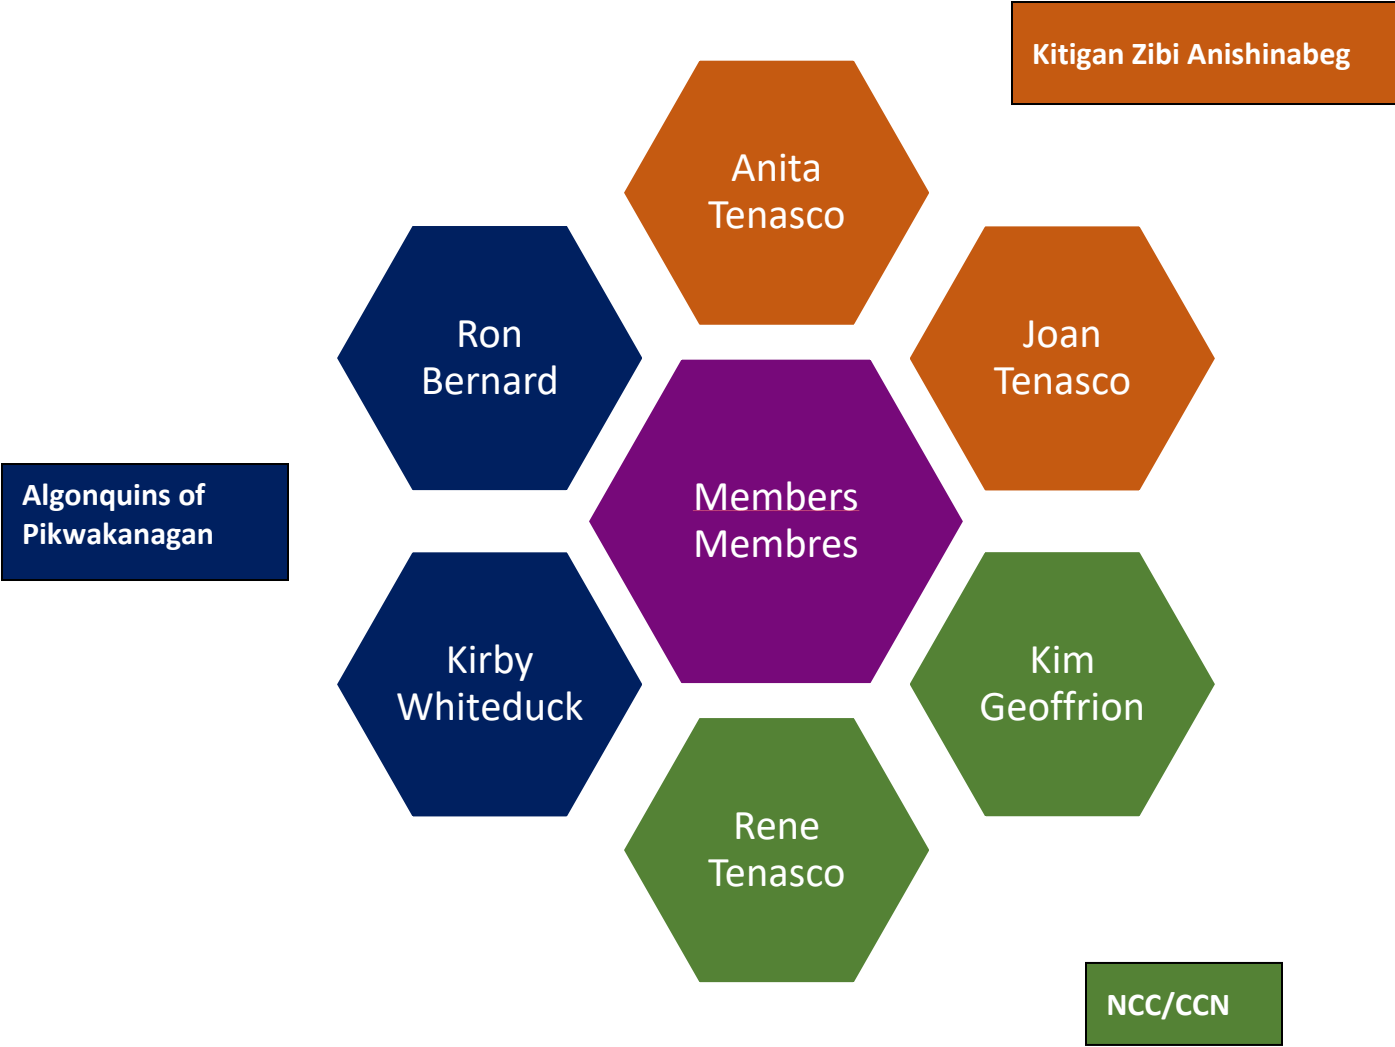 Kitigan Zibi Anishinabeg
Anita
Tenasco
Ron
Bernard
Joan
Tenasco
Algonquins of
Pikwakanagan
Members
Membres
Kirby
Whiteduck
Kim
Geoffrion
Rene
Tenasco
NCC/CCN